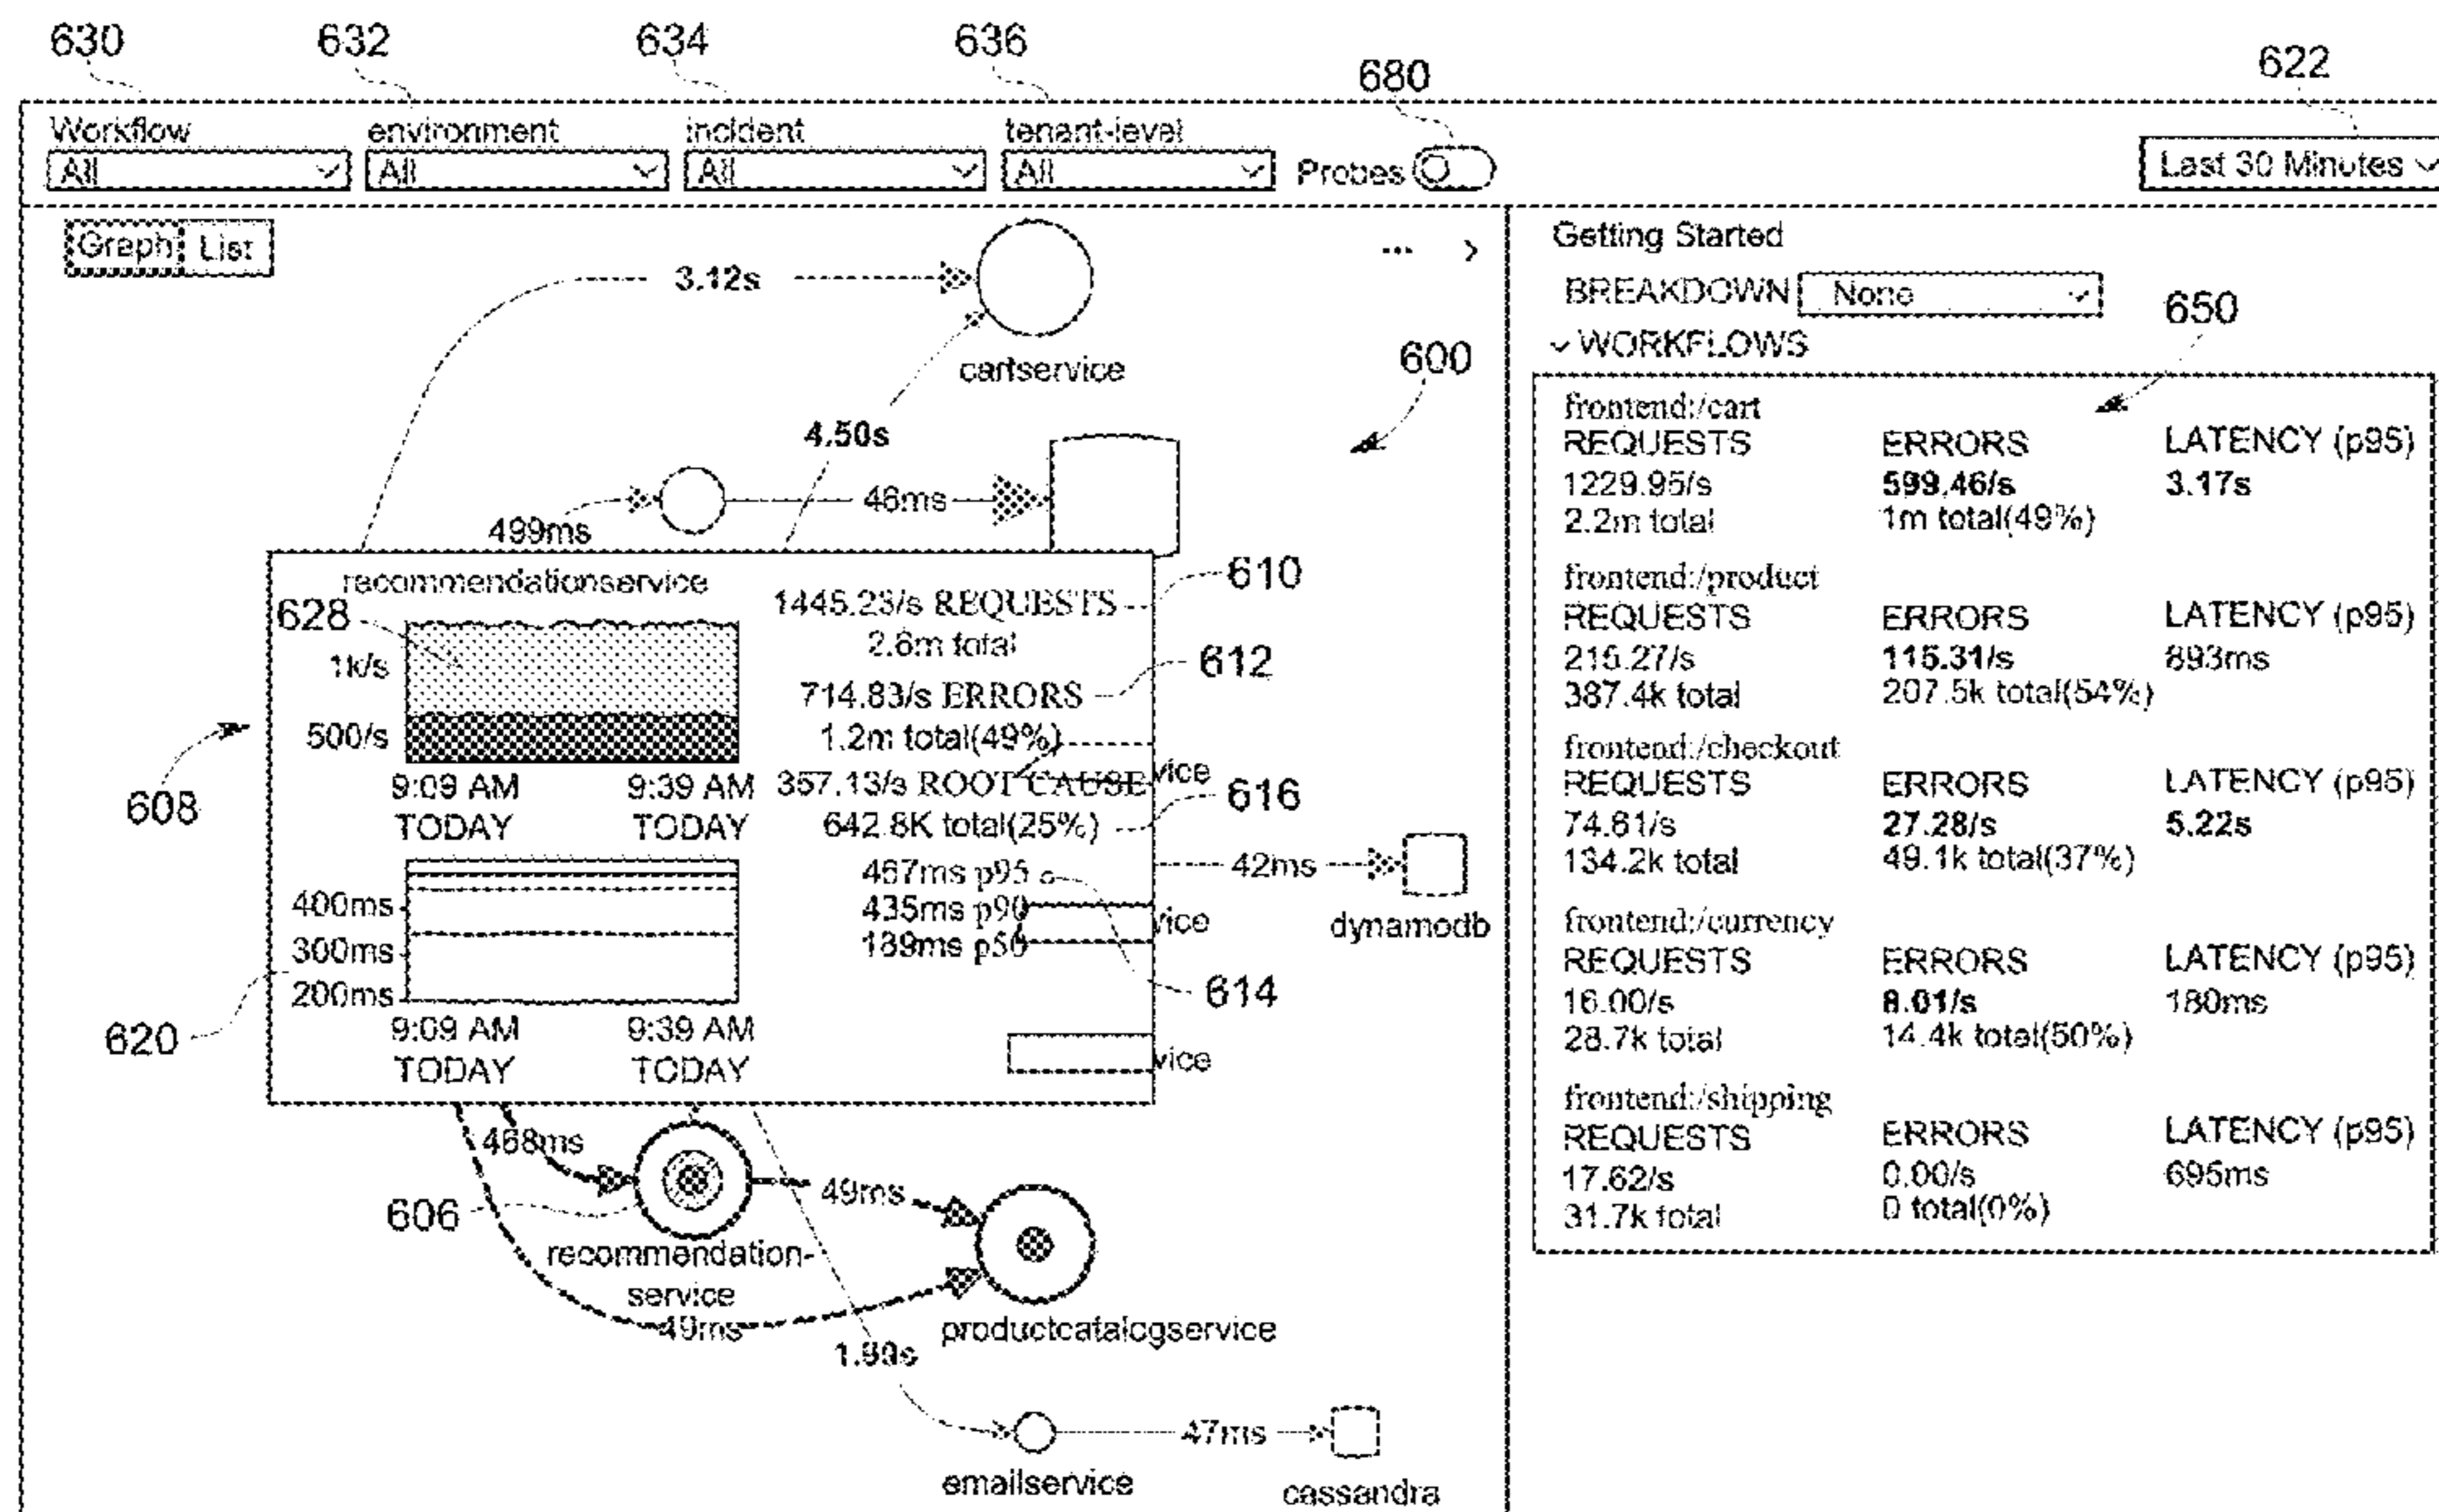 630 632 634 636 680 622
Workflow environment incident tenant-level
All All All All Probes Last 30 Minutes
Graph List
3.12s
... >
cartservice
600
4.50s
46ms
499ms
recommendationservice
628
1k/s
500/s
9:09 AM 9:39 AM
TODAY TODAY
608
1445.23/s REQUESTS
2.6m total
610
714.83/s ERRORS
1.2m total(49%)
612
357.13/s ROOT CAUSE
642.8K total(25%)
616
vice
400ms
300ms
200ms
9:09 AM 9:39 AM
TODAY TODAY
620
467ms p95
435ms p90
139ms p50
614
vice
vice
42ms
dynamodb
468ms
606
49ms
recommendation-
service
49ms
productcatalogservice
1.99s
47ms
emailservice
cassandra
Getting Started
BREAKDOWN None
650
WORKFLOWS
frontend:/cart
REQUESTS ERRORS LATENCY (p95)
1229.95/s 599.46/s 3.17s
2.2m total 1m total(49%)
frontend:/product
REQUESTS ERRORS LATENCY (p95)
215.27/s 115.31/s 893ms
387.4k total 207.5k total(54%)
frontend:/checkout
REQUESTS ERRORS LATENCY (p95)
74.61/s 27.28/s 5.22s
134.2k total 49.1k total(37%)
frontend:/currency
REQUESTS ERRORS LATENCY (p95)
16.00/s 8.01/s 180ms
28.7k total 14.4k total(50%)
frontend:/shipping
REQUESTS ERRORS LATENCY (p95)
17.62/s 0.00/s 695ms
31.7k total 0 total(0%)